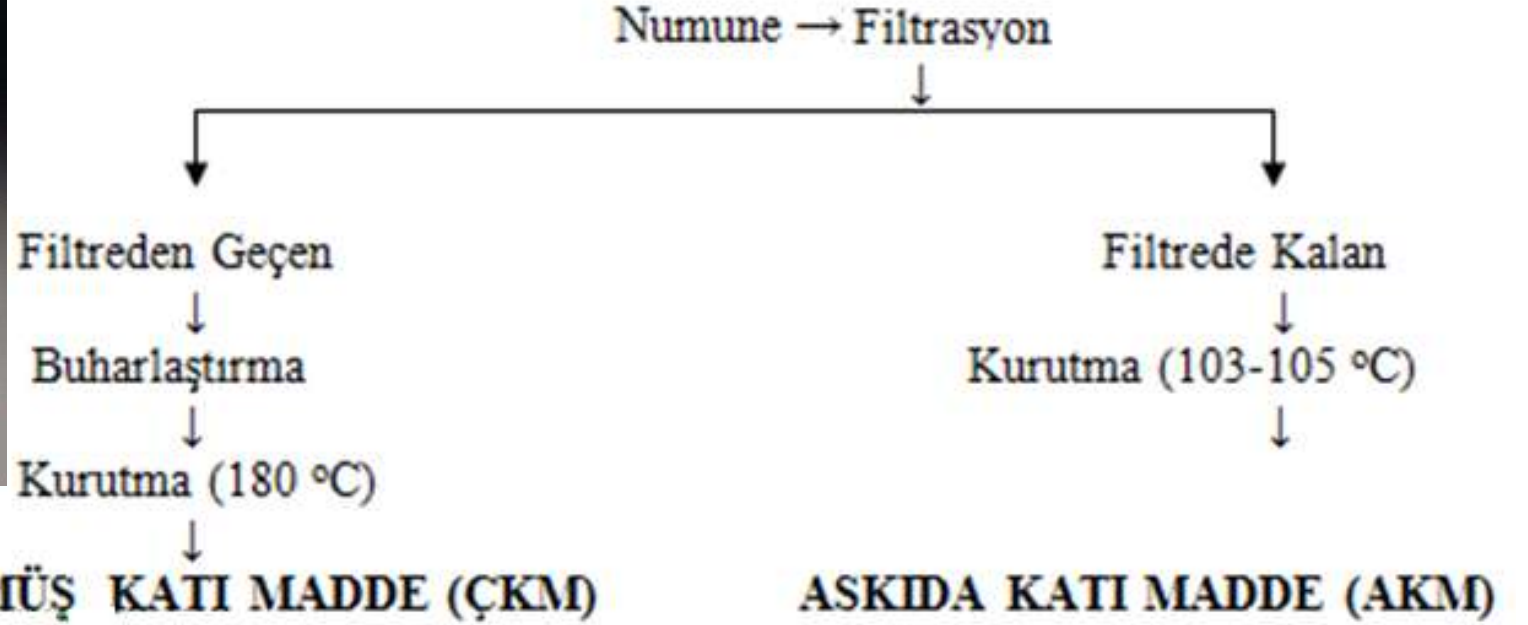 Numune → Filtrasyon
↓
Filtreden Geçen
↓
Buharlaştırma
↓
Kurutma (180 °C)
↓
MÜŞ KATI MADDE (ÇKM)
Filtrede Kalan
↓
Kurutma (103-105 °C)
↓
ASKIDA KATI MADDE (AKM)